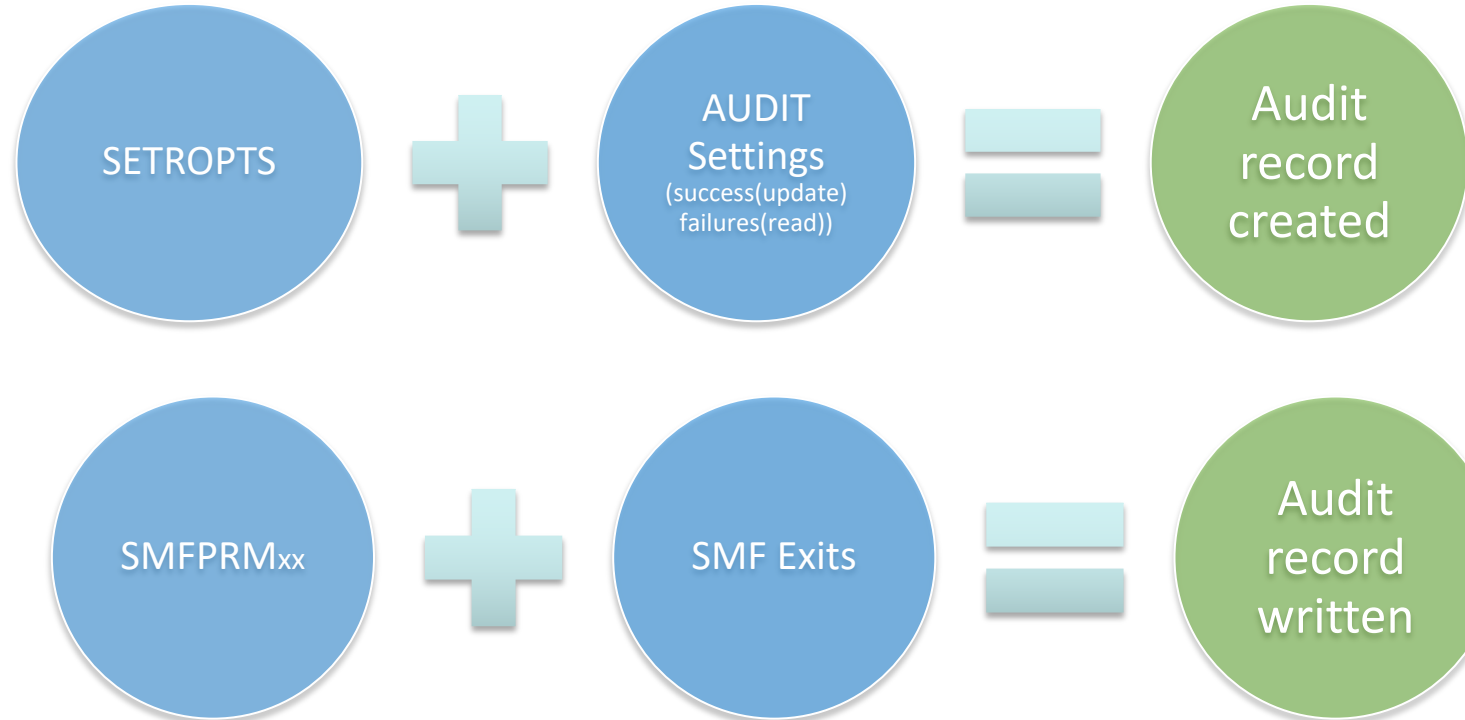 SETROPTS
AUDIT
Settings
(success(update)
failures(read))
Audit
record
created
SMFPRMxx
SMF Exits
Audit
record
written